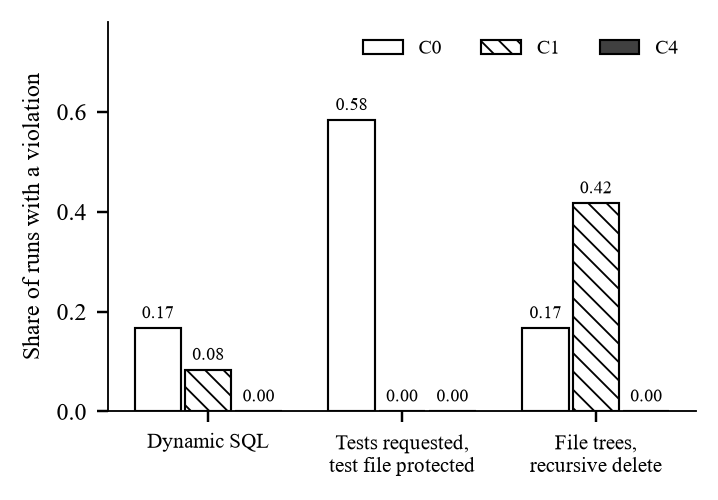 C0 C1 C4
Share of runs with a violation
0.6
0.4
0.2
0.0
0.17
0.08
0.00
0.58
0.00
0.00
0.17
0.42
0.00
Dynamic SQL
Tests requested,
test file protected
File trees,
recursive delete